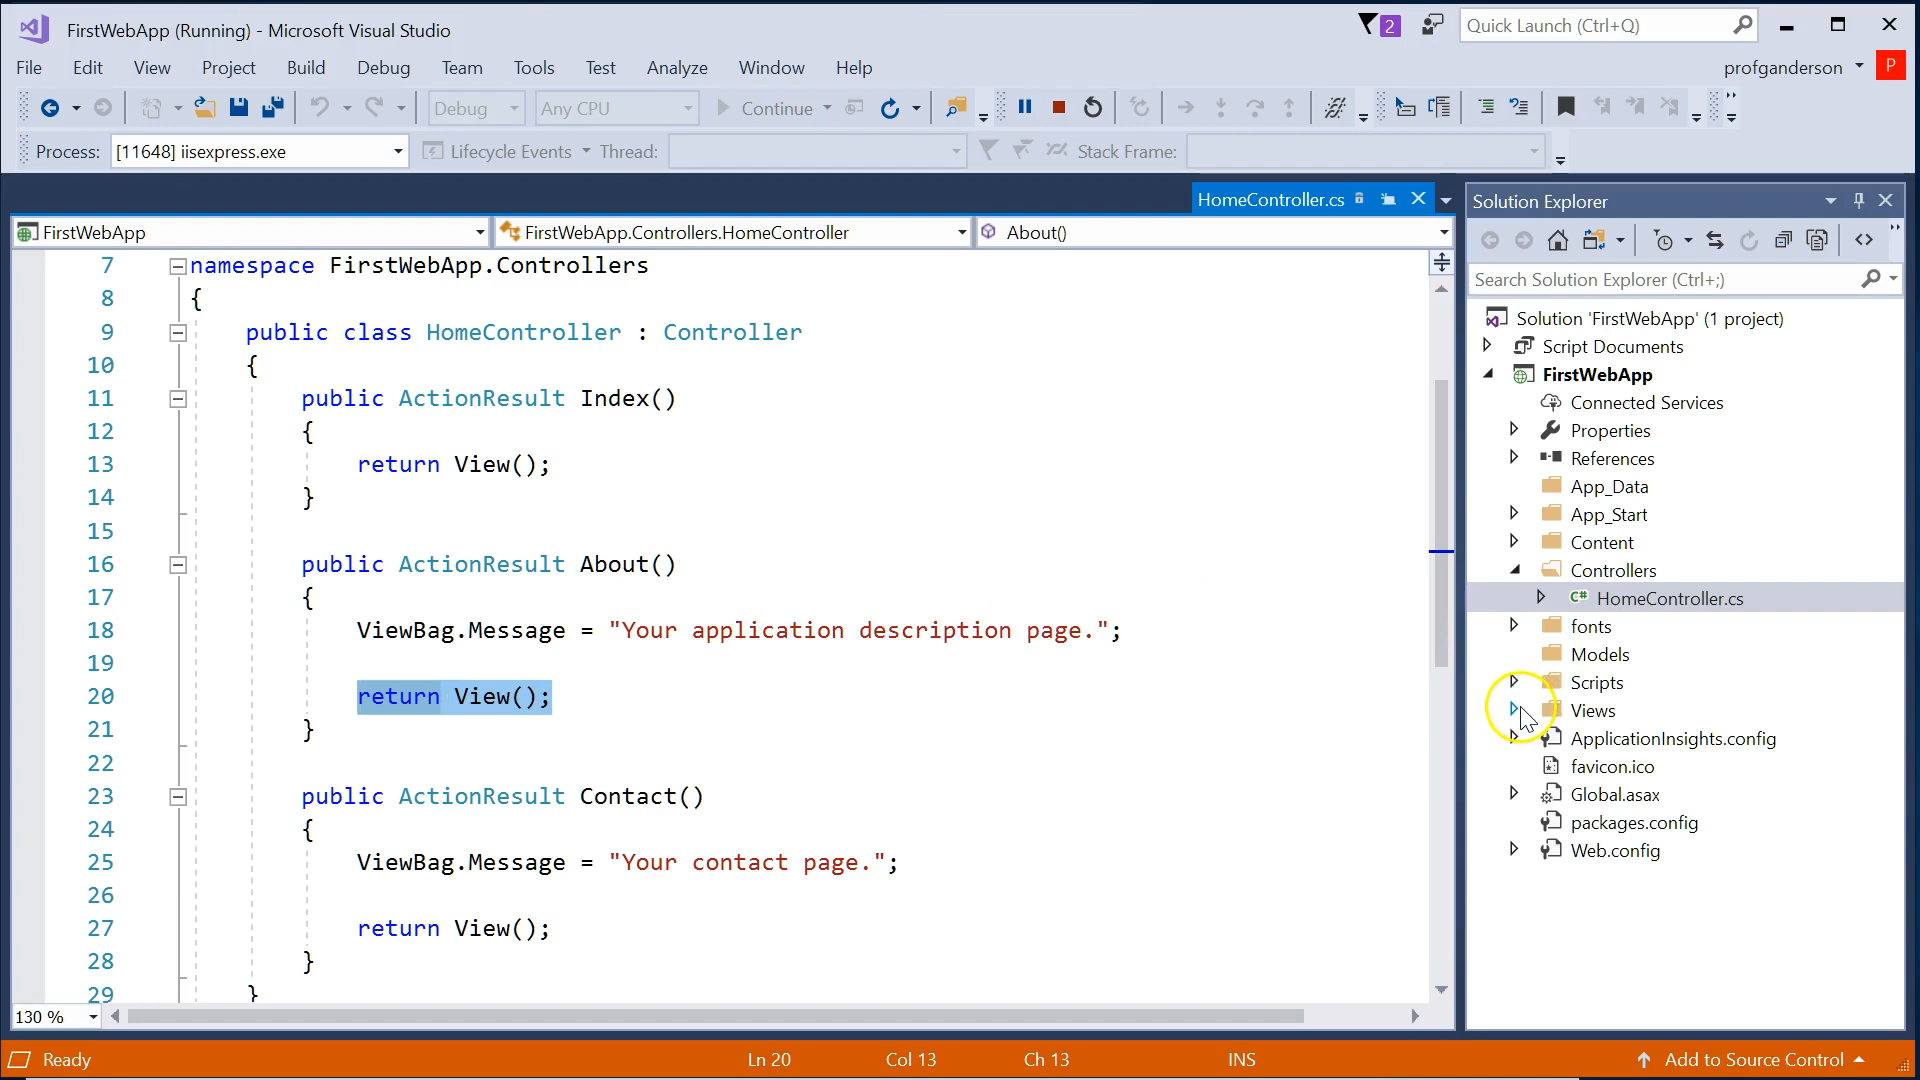 FirstWebApp (Running) - Microsoft Visual Studio
2
Quick Launch (Ctrl+Q)
File Edit View Project Build Debug Team Tools Test Analyze Window Help
profganderson
P
Debug Any CPU Continue
Process: [11648] iisexpress.exe Lifecycle Events Thread: Stack Frame:
HomeController.cs
FirstWebApp FirstWebApp.Controllers.HomeController About()
7 namespace FirstWebApp.Controllers
8 {
9 public class HomeController : Controller
10 {
11 public ActionResult Index()
12 {
13 return View();
14 }
15
16 public ActionResult About()
17 {
18 ViewBag.Message = "Your application description page.";
19
20 return View();
21 }
22
23 public ActionResult Contact()
24 {
25 ViewBag.Message = "Your contact page.";
26
27 return View();
28 }
29 }
130 %
Solution Explorer
Search Solution Explorer (Ctrl+;)
Solution 'FirstWebApp' (1 project)
Script Documents
FirstWebApp
Connected Services
Properties
References
App_Data
App_Start
Content
Controllers
C# HomeController.cs
fonts
Models
Scripts
Views
ApplicationInsights.config
favicon.ico
Global.asax
packages.config
Web.config
Ready Ln 20 Col 13 Ch 13 INS Add to Source Control